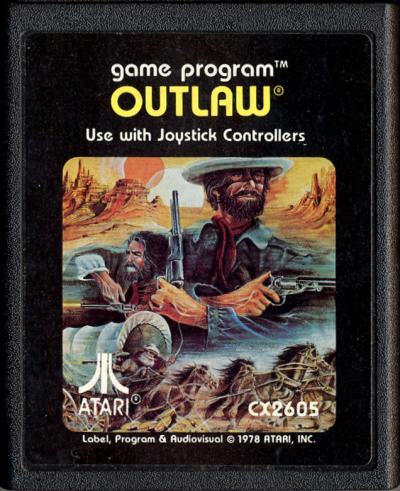 game program™
OUTLAW®
Use with Joystick Controllers
ATARI®
CX2605
Label, Program & Audiovisual © 1978 ATARI, INC.